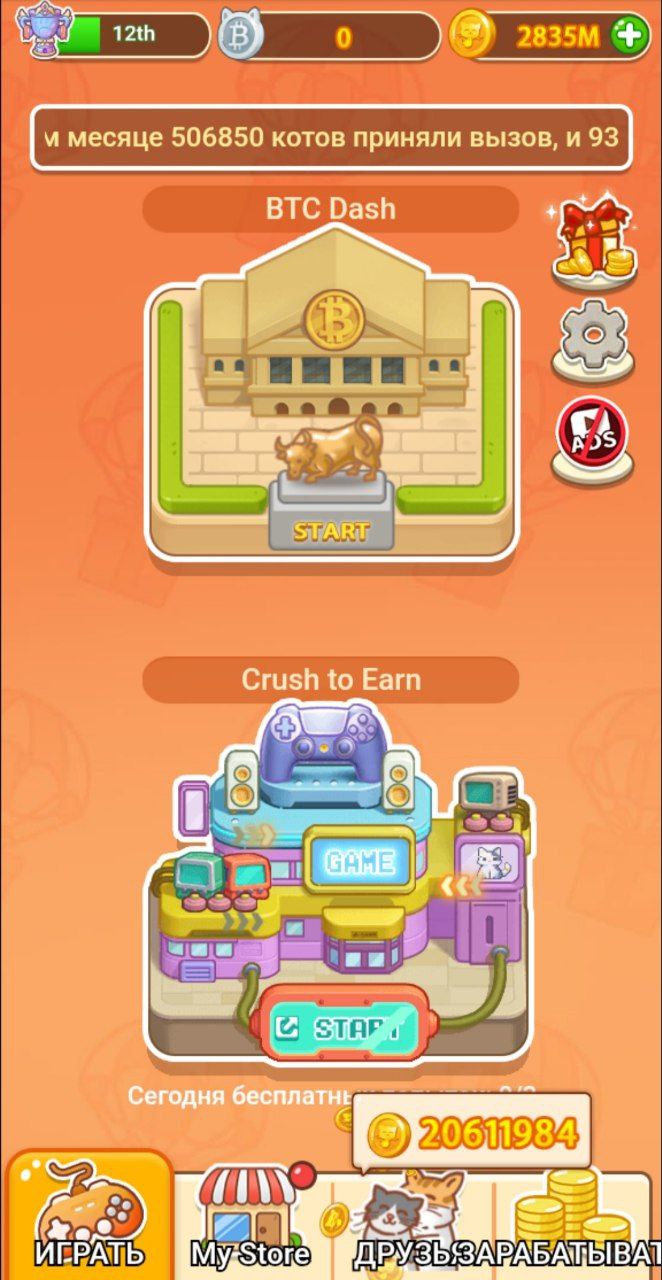 12th
0
2835M
м месяце 506850 котов приняли вызов, и 93
BTC Dash
ADS
START
Crush to Earn
GAME
START
Сегодня бесплатны
20611984
ИГРАТЬ
My Store
ДРУЗЬЯ
ЗАРАБАТЫВАТ